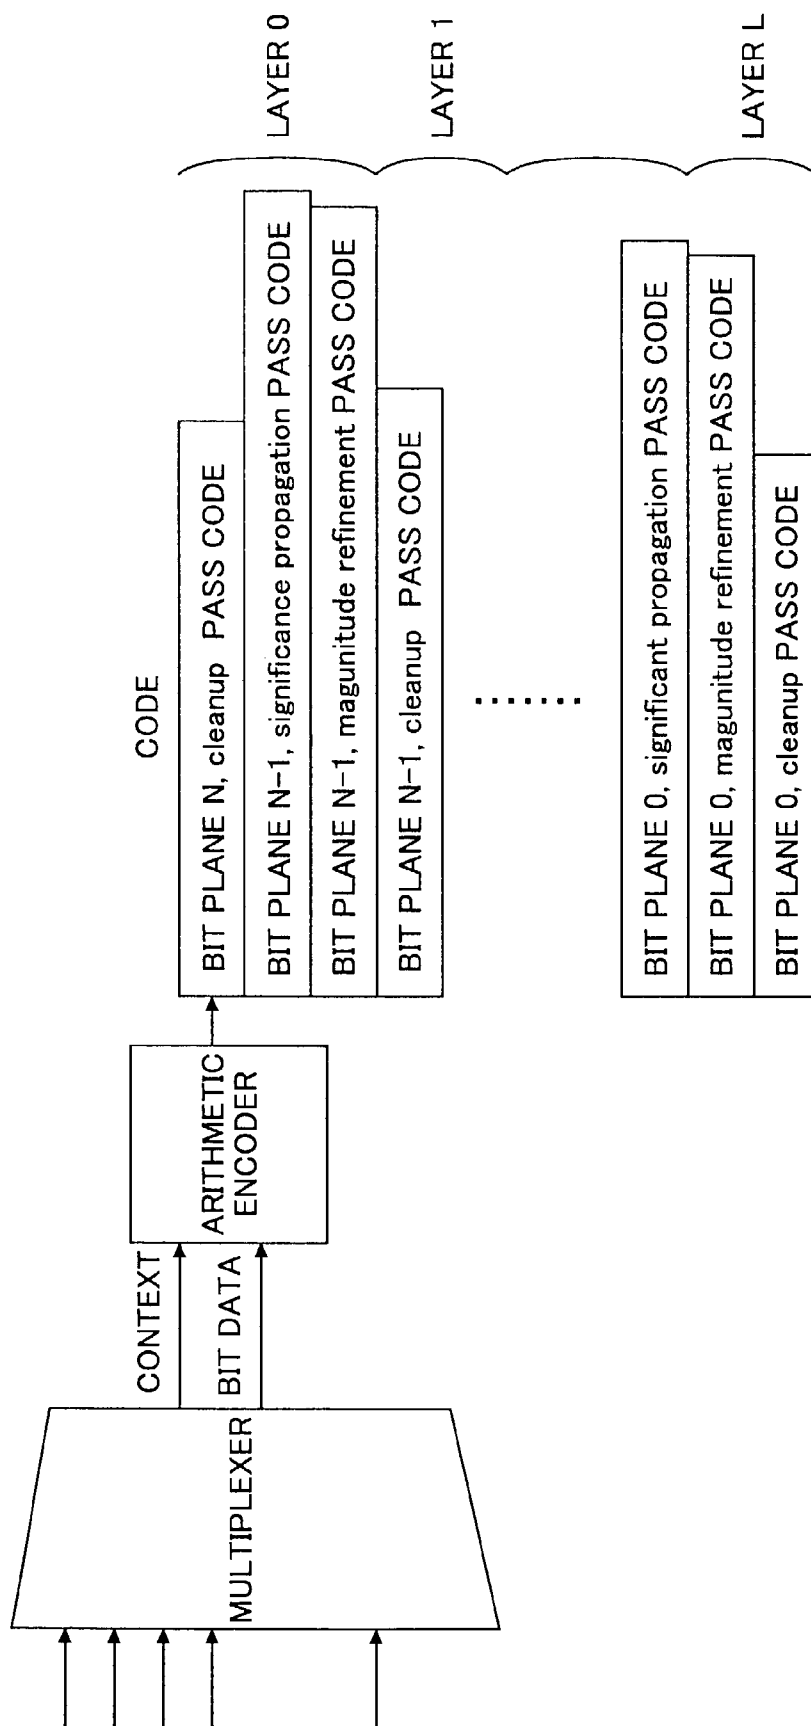 MULTIPLEXER
CONTEXT
BIT DATA
ARITHMETIC
ENCODER
CODE
BIT PLANE N, cleanup PASS CODE
BIT PLANE N-1, significance propagation PASS CODE
BIT PLANE N-1, magunitude refinement PASS CODE
BIT PLANE N-1, cleanup PASS CODE
.......
BIT PLANE 0, significant propagation PASS CODE
BIT PLANE 0, magunitude refinement PASS CODE
BIT PLANE 0, cleanup PASS CODE
LAYER 0
LAYER 1
LAYER L